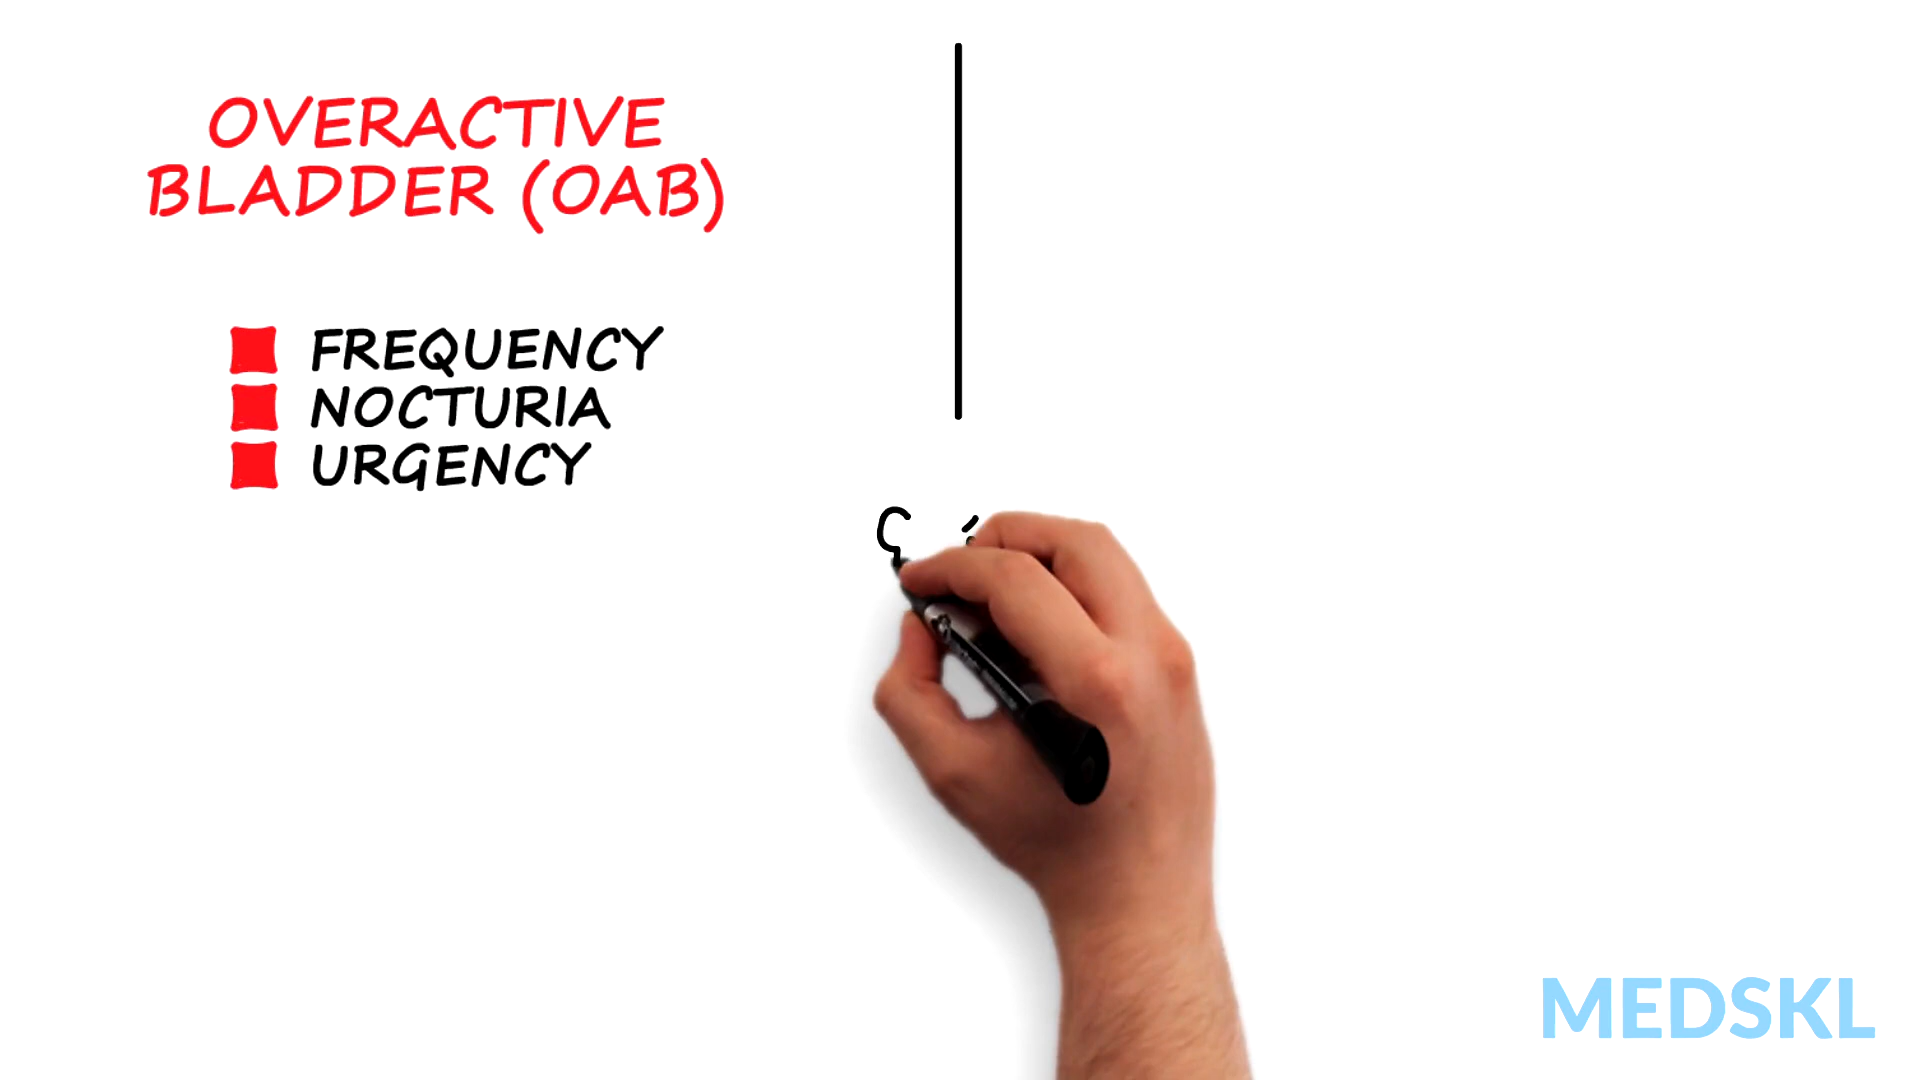 OVERACTIVE
BLADDER (OAB)
FREQUENCY
NOCTURIA
URGENCY
MEDSKL